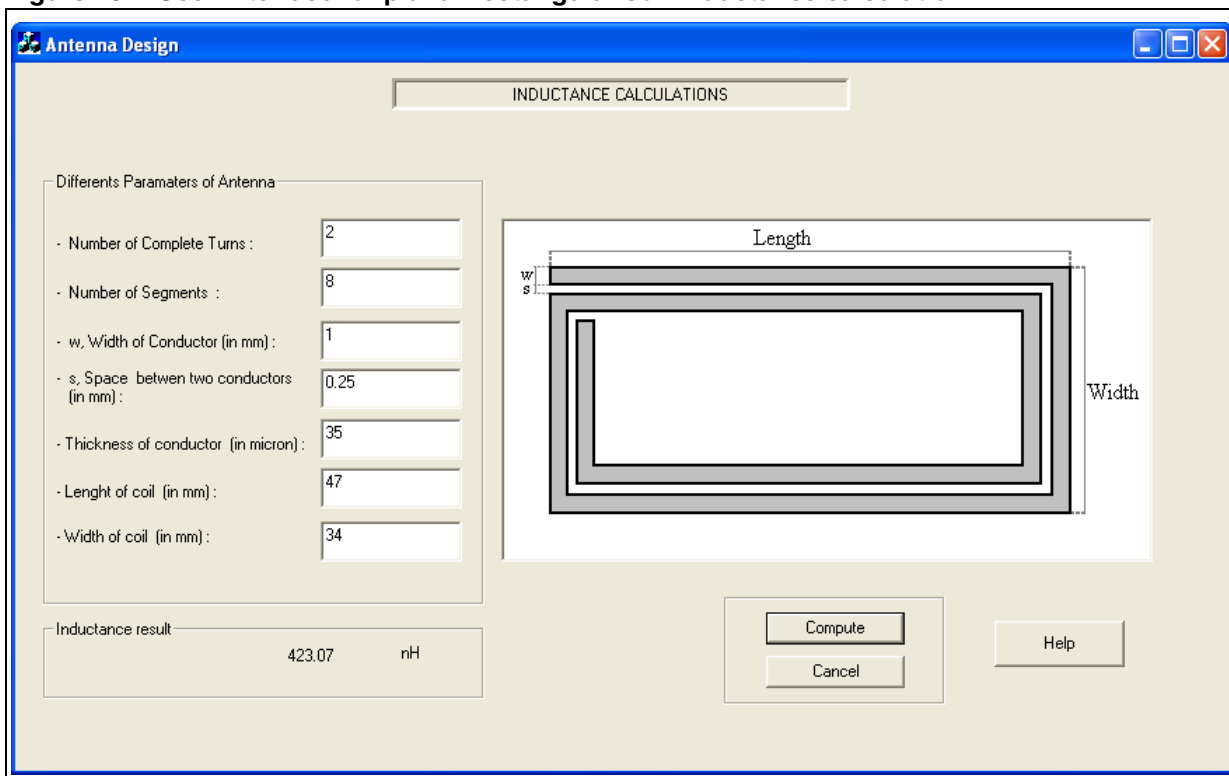 Antenna Design
INDUCTANCE CALCULATIONS
Differents Paramaters of Antenna
- Number of Complete Turns :
2
- Number of Segments :
8
- w, Width of Conductor (in mm) :
1
- s, Space betwen two conductors
(in mm) :
0.25
- Thickness of conductor (in micron) :
35
- Lenght of coil (in mm) :
47
- Width of coil (in mm) :
34
Length
w
s
Width
Inductance result
423.07 nH
Compute
Cancel
Help